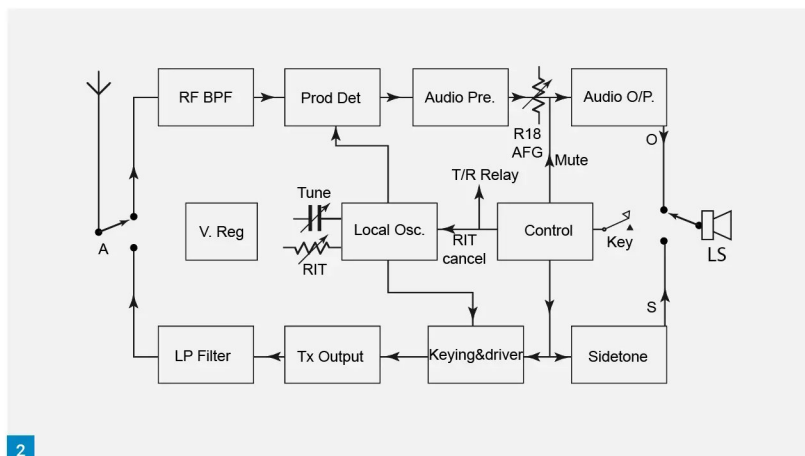 RF BPF
Prod Det
Audio Pre.
Audio O/P.
R18
AFG
O
Mute
T/R Relay
Tune
V. Reg
Local Osc.
RIT
cancel
Control
Key
LS
A
RIT
S
LP Filter
Tx Output
Keying&driver
Sidetone
2